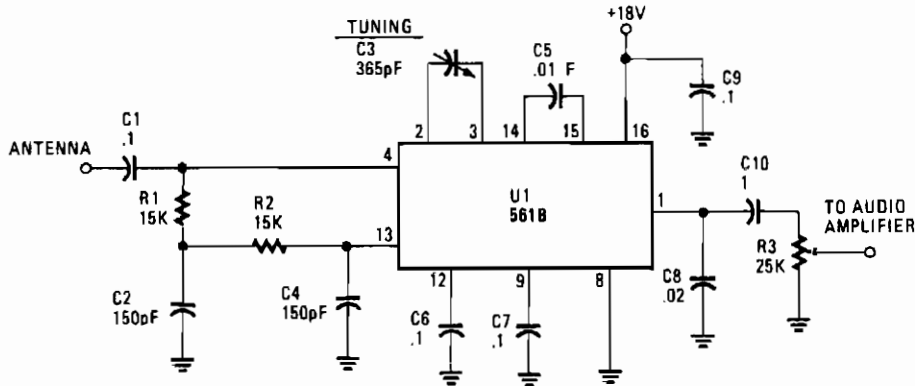 +18V
TUNING
C3
365pF
C5
.01 F
C9
.1
C1
.1
2
3
14
15
16
ANTENNA
4
C10
1
R1
15K
R2
15K
U1
561B
1
TO AUDIO
AMPLIFIER
13
R3
25K
12
9
8
C8
.02
C2
150pF
C4
150pF
C6
.1
C7
.1